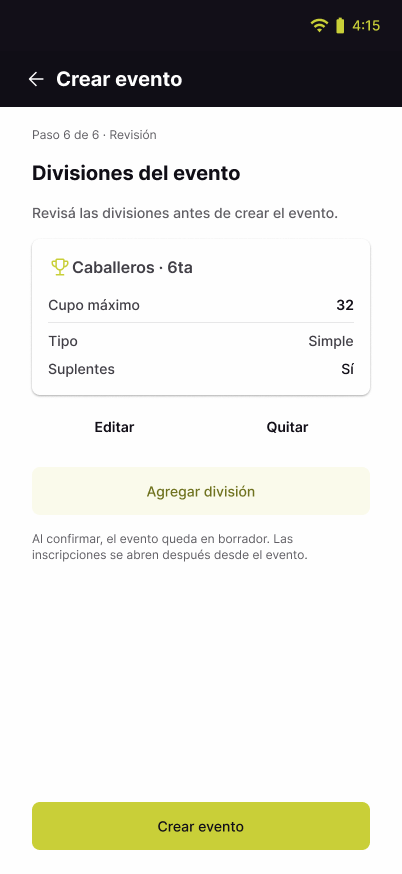 4:15
Crear evento
Paso 6 de 6 · Revisión
Divisiones del evento
Revisá las divisiones antes de crear el evento.
Caballeros · 6ta
Cupo máximo 32
Tipo Simple
Suplentes Sí
Editar Quitar
Agregar división
Al confirmar, el evento queda en borrador. Las
inscripciones se abren después desde el evento.
Crear evento